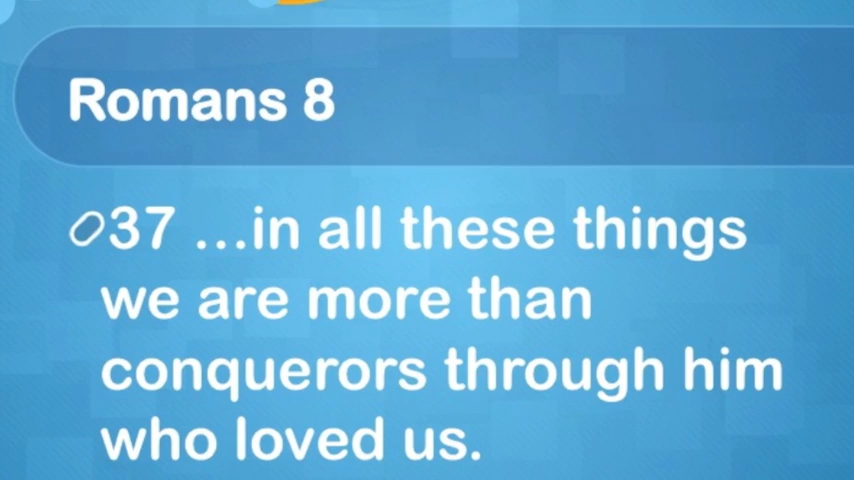 Romans 8
37 ...in all these things
we are more than
conquerors through him
who loved us.